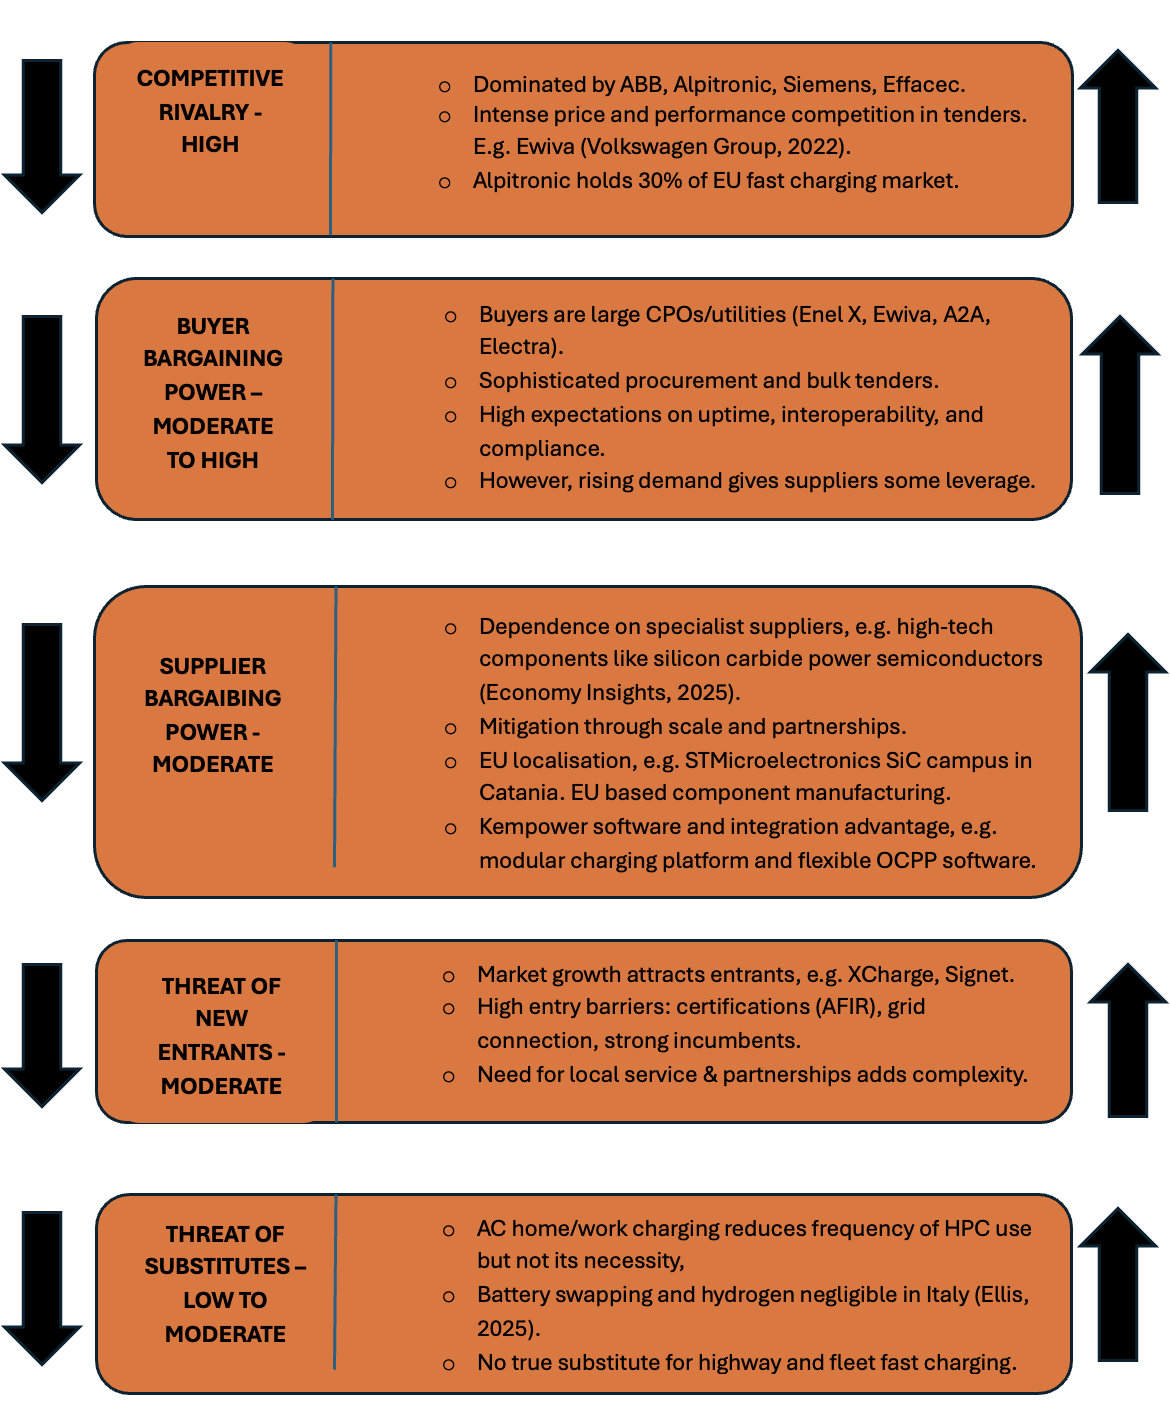 COMPETITIVE
RIVALRY -
HIGH
o Dominated by ABB, Alpitronic, Siemens, Effacec.
o Intense price and performance competition in tenders.
E.g. Ewiva (Volkswagen Group, 2022).
o Alpitronic holds 30% of EU fast charging market.
BUYER
BARGAINING
POWER –
MODERATE
TO HIGH
o Buyers are large CPOs/utilities (Enel X, Ewiva, A2A,
Electra).
o Sophisticated procurement and bulk tenders.
o High expectations on uptime, interoperability, and
compliance.
o However, rising demand gives suppliers some leverage.
SUPPLIER
BARGAIBING
POWER -
MODERATE
o Dependence on specialist suppliers, e.g. high-tech
components like silicon carbide power semiconductors
(Economy Insights, 2025).
o Mitigation through scale and partnerships.
o EU localisation, e.g. STMicroelectronics SiC campus in
Catania. EU based component manufacturing.
o Kempower software and integration advantage, e.g.
modular charging platform and flexible OCPP software.
THREAT OF
NEW
ENTRANTS -
MODERATE
o Market growth attracts entrants, e.g. XCharge, Signet.
o High entry barriers: certifications (AFIR), grid
connection, strong incumbents.
o Need for local service & partnerships adds complexity.
THREAT OF
SUBSTITUTES –
LOW TO
MODERATE
o AC home/work charging reduces frequency of HPC use
but not its necessity,
o Battery swapping and hydrogen negligible in Italy (Ellis,
2025).
o No true substitute for highway and fleet fast charging.